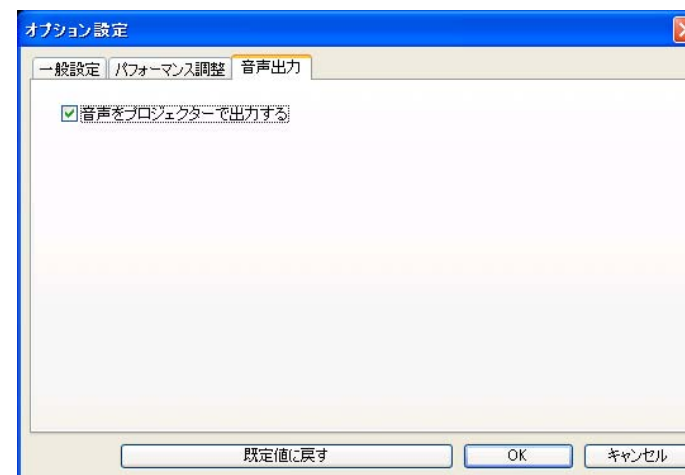 オプション設定
一般設定 パフォーマンス調整 音声出力
音声をプロジェクターで出力する
既定値に戻す OK キャンセル